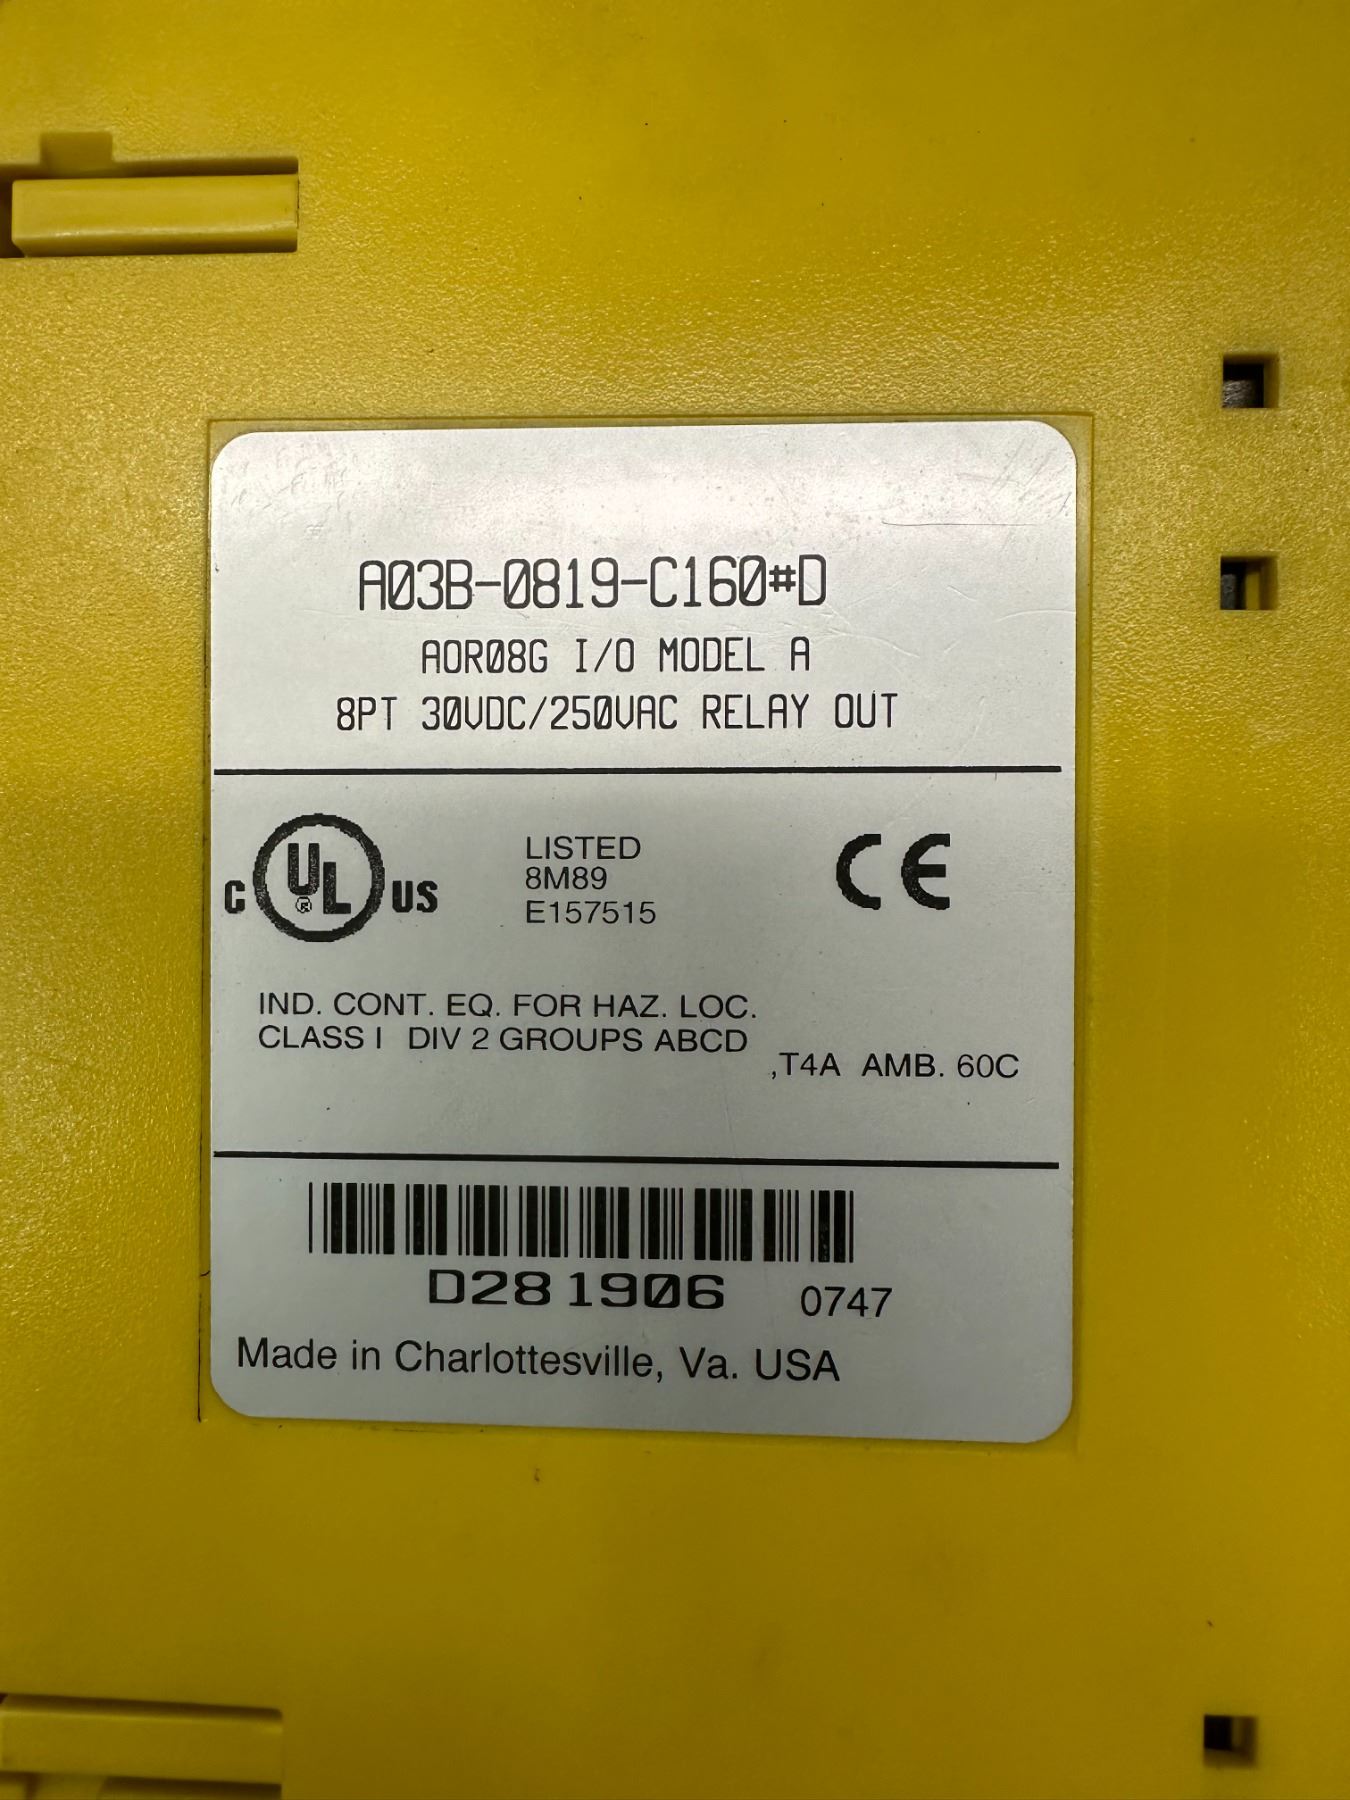 A03B-0819-C160#D
AOR08G I/O MODEL A
8PT 30VDC/250VAC RELAY OUT
C UL ® US
LISTED
8M89
E157515
CE
IND. CONT. EQ. FOR HAZ. LOC.
CLASS I DIV 2 GROUPS ABCD
,T4A AMB. 60C
D281906 0747
Made in Charlottesville, Va. USA